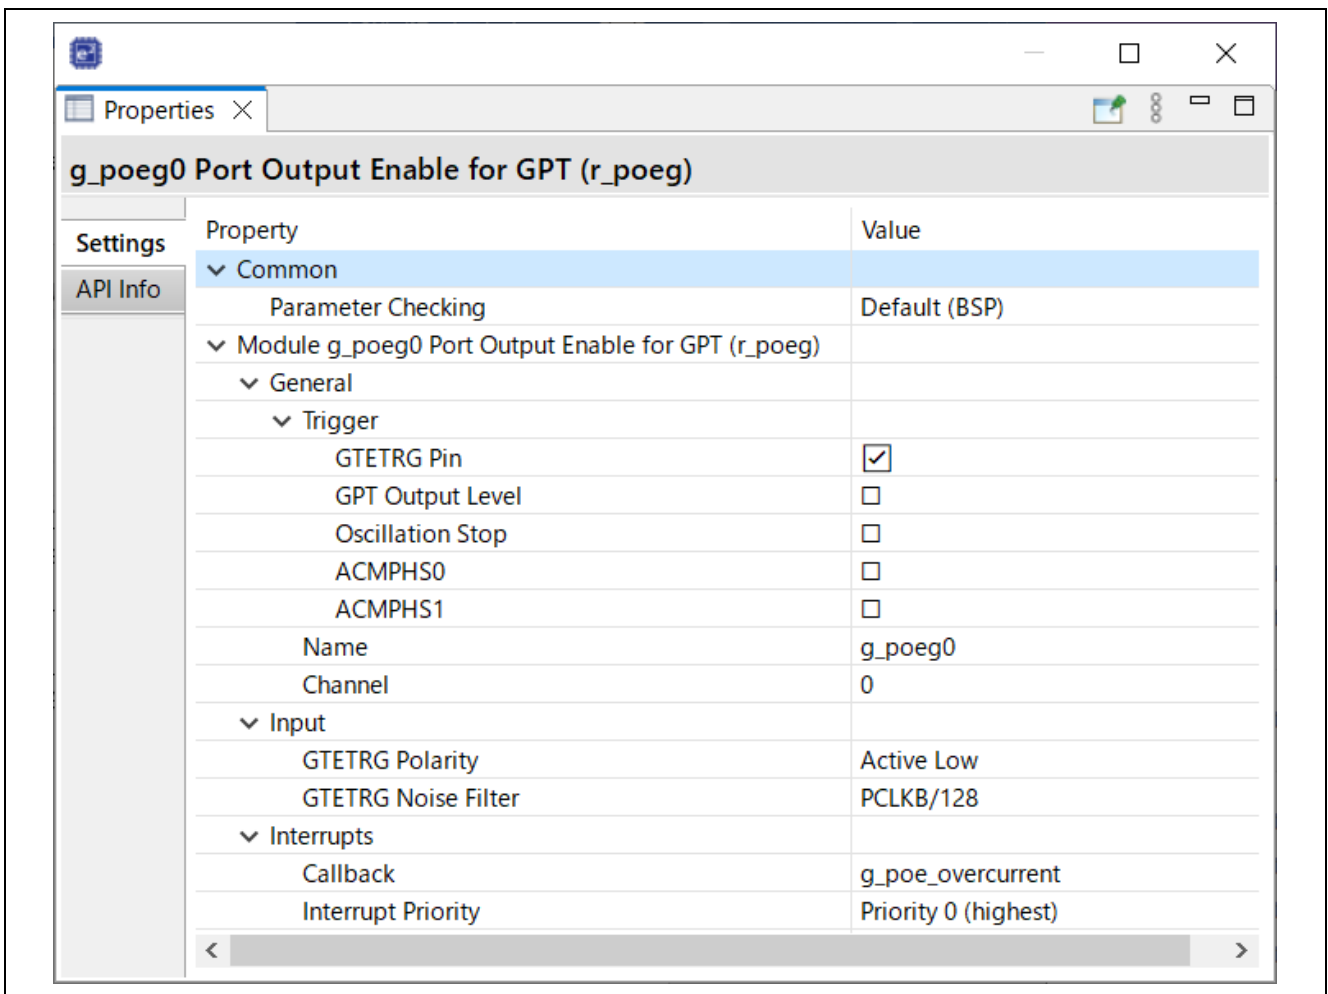 Properties
g_poeg0 Port Output Enable for GPT (r_poeg)
Settings
API Info
Property Value
Common
Parameter Checking Default (BSP)
Module g_poeg0 Port Output Enable for GPT (r_poeg)
General
Trigger
GTETRG Pin
GPT Output Level
Oscillation Stop
ACMPHS0
ACMPHS1
Name g_poeg0
Channel 0
Input
GTETRG Polarity Active Low
GTETRG Noise Filter PCLKB/128
Interrupts
Callback g_poe_overcurrent
Interrupt Priority Priority 0 (highest)